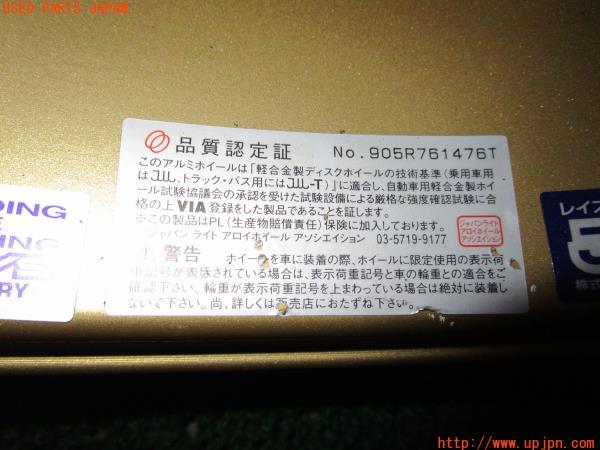 USED PARTS JAPAN
品質認定証 No.905R761476T
このアルミホイールは「軽合金製ディスクホイールの技術基準(乗用車用
はJWL、トラック・バス用にはJWL-T)」に適合し、自動車用軽合金製ホイ
ール試験協議会の承認を受けた試験設備による厳格な強度確認試験に合
格の上VIA登録をした製品であることを証します。
※この製品はPL(生産物賠償責任)保険に加入しております。
ジャパン ライト アロイホイール アソシエイション 03-5719-9177
ジャパンライト
アロイホイール
アソシエイション
警告 ホイールを車に装着の際、ホイールに限定使用の表示荷
重記号が表示されている場合は、表示荷重記号と車の輪重との適合をご
確認下さい。輪重が表示荷重記号を上まわっている場合は絶対に装着し
ないで下さい。尚、詳しくは販売店におたずね下さい。
DING
E
NING
RY
レイズ
株式
http://www.upjpn.com/